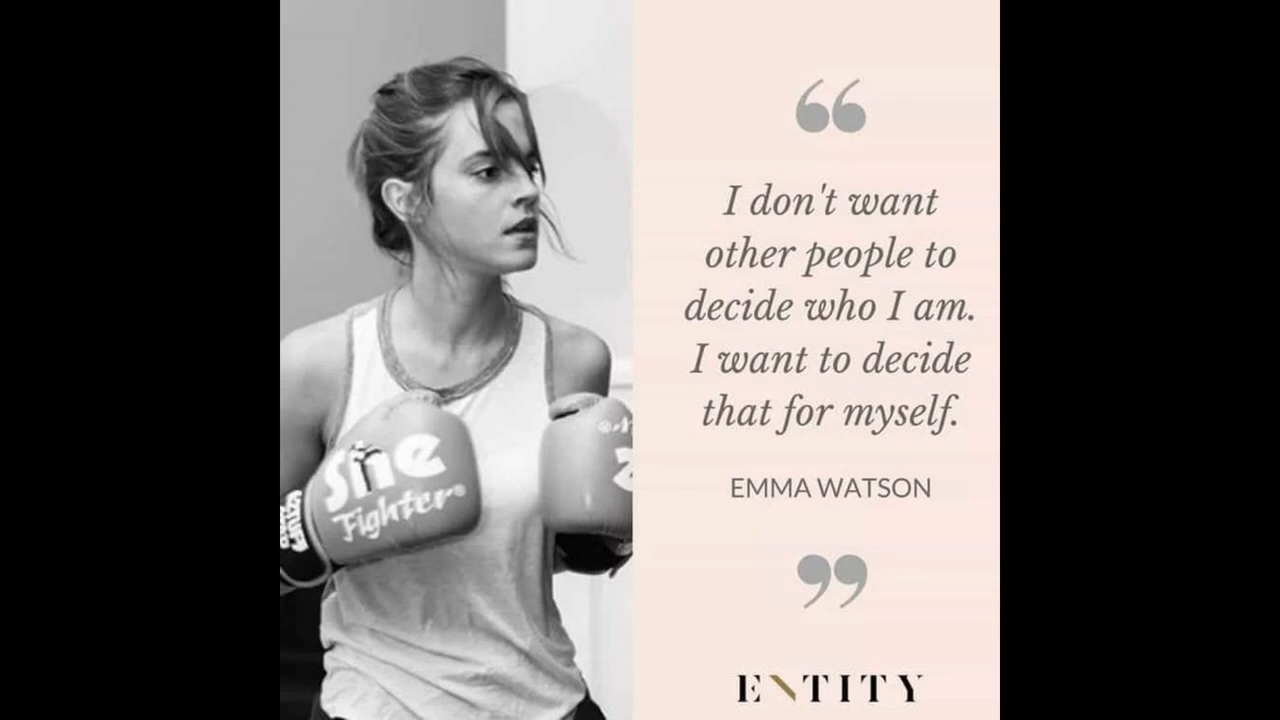 She
Fighter®
I don't want
other people to
decide who I am.
I want to decide
that for myself.
EMMA WATSON
ENTITY